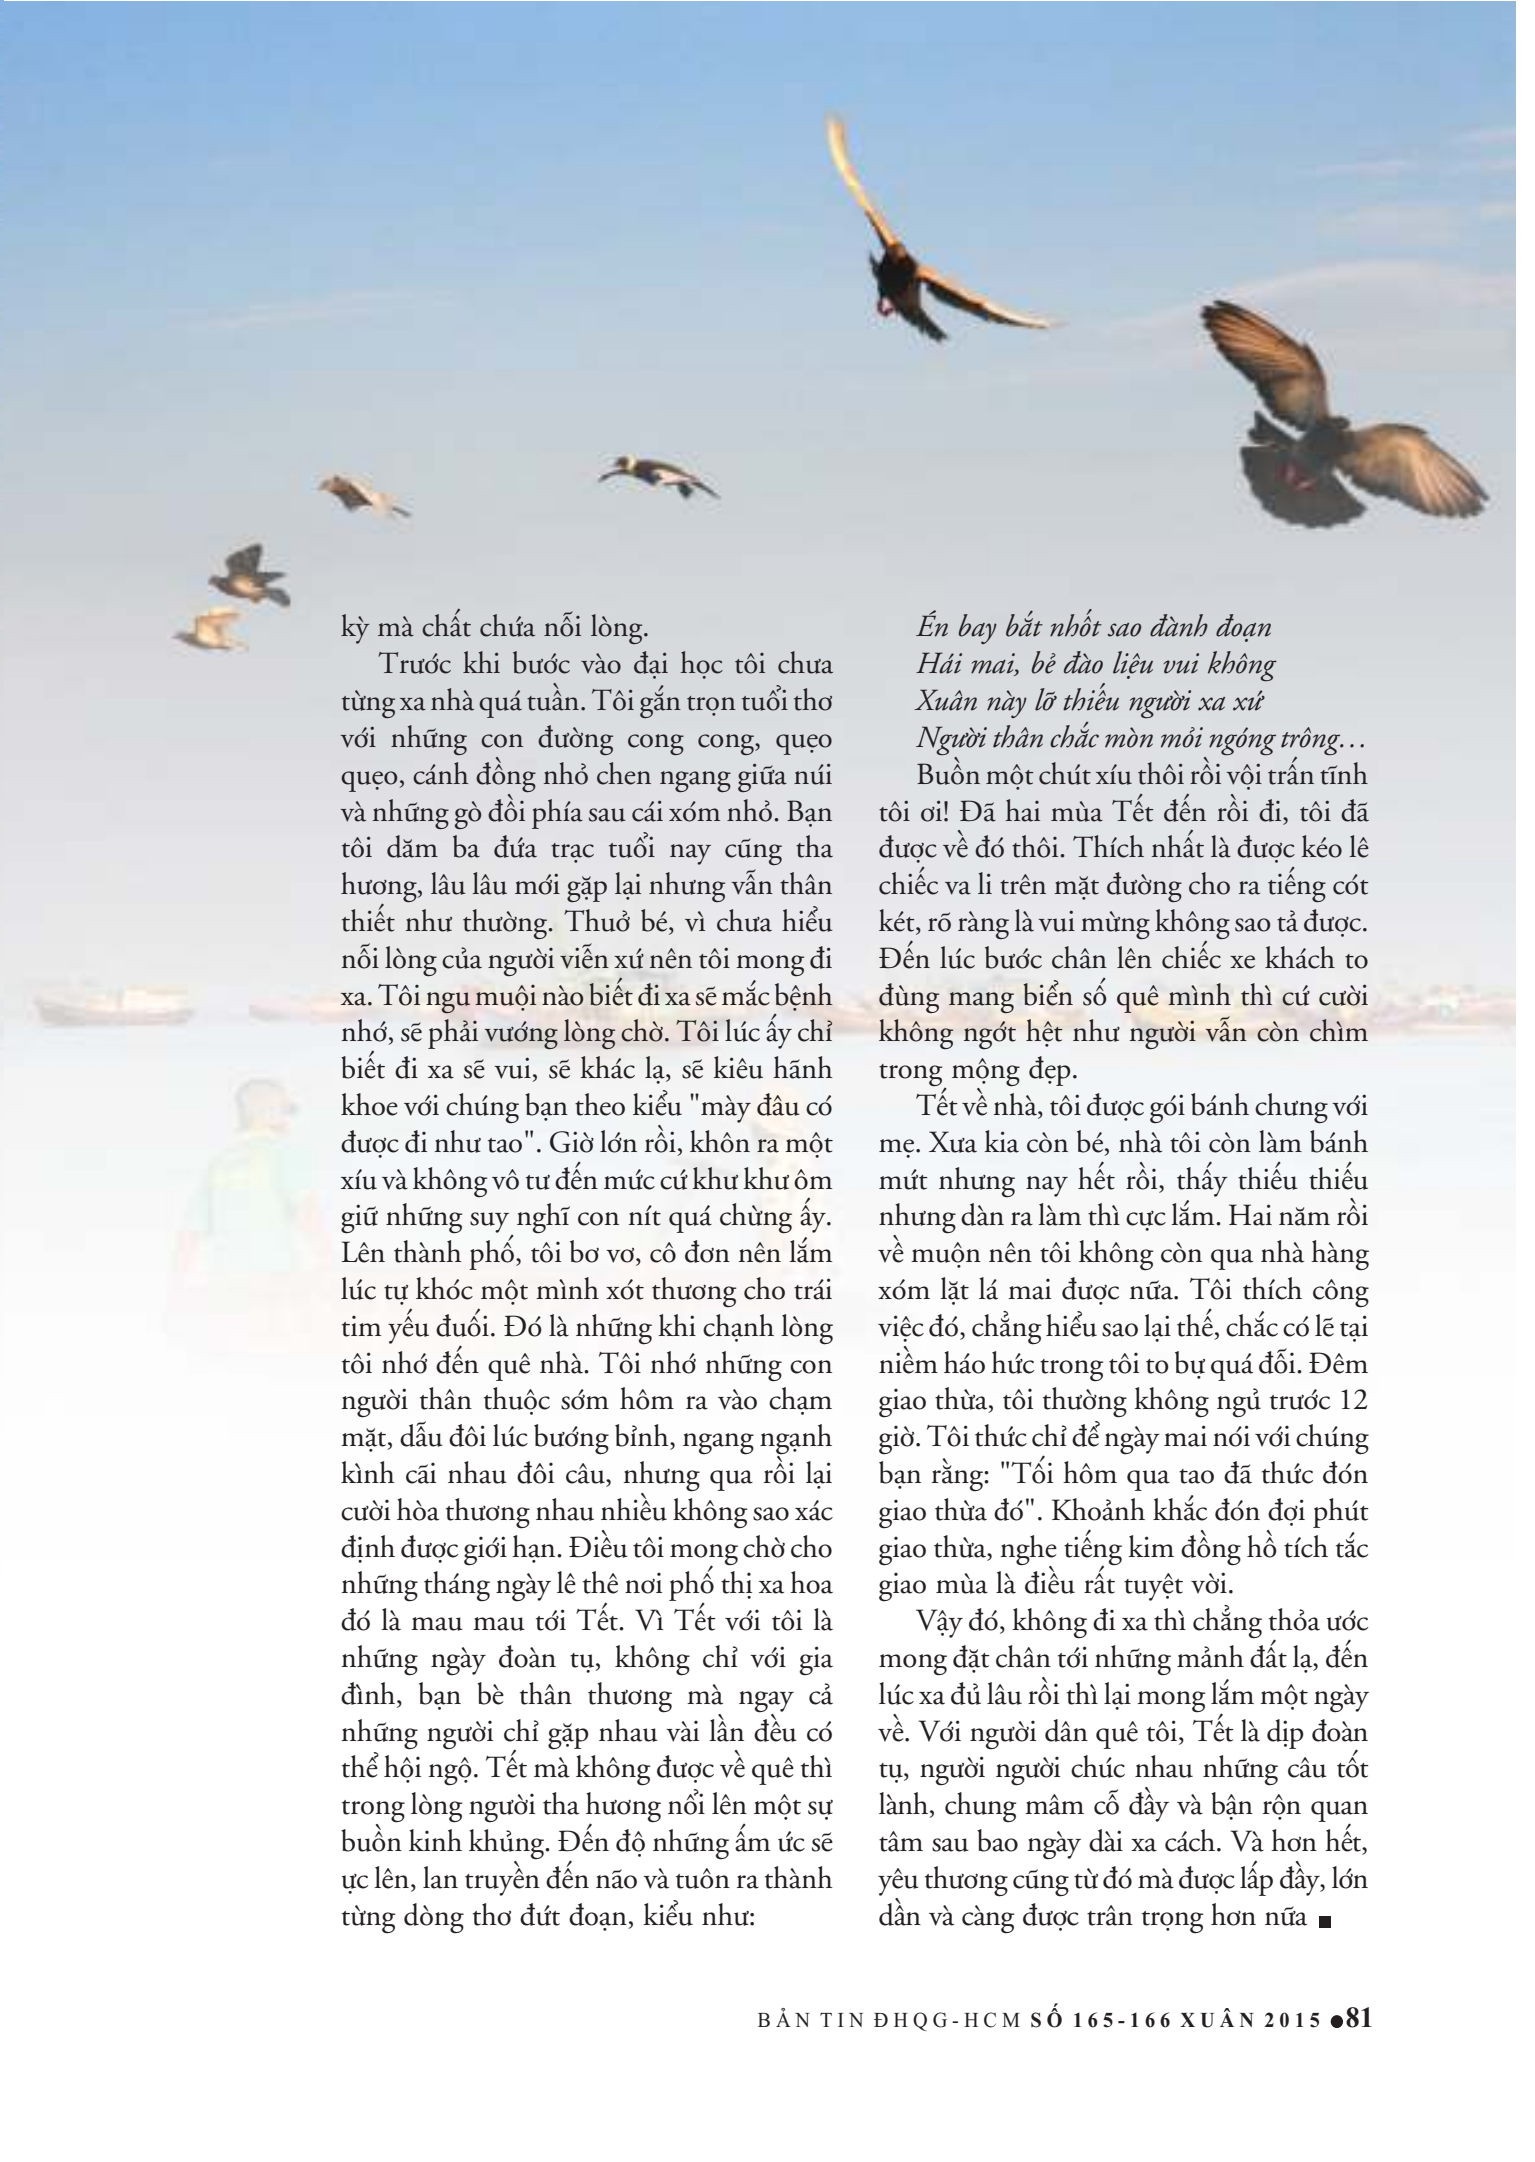 kỳ mà chất chứa nỗi lòng.
Trước khi bước vào đại học tôi chưa
từng xa nhà quá tuần. Tôi gắn trọn tuổi thơ
với những con đường cong cong, quẹo
quẹo, cánh đồng nhỏ chen ngang giữa núi
và những gò đồi phía sau cái xóm nhỏ. Bạn
tôi dăm ba đứa trạc tuổi nay cũng tha
hương, lâu lâu mới gặp lại nhưng vẫn thân
thiết như thường. Thuở bé, vì chưa hiểu
nỗi lòng của người viễn xứ nên tôi mong đi
xa. Tôi ngu muội nào biết đi xa sẽ mắc bệnh
nhớ, sẽ phải vướng lòng chờ. Tôi lúc ấy chỉ
biết đi xa sẽ vui, sẽ khác lạ, sẽ kiêu hãnh
khoe với chúng bạn theo kiểu "mày đâu có
được đi như tao". Giờ lớn rồi, khôn ra một
xíu và không vô tư đến mức cứ khư khư ôm
giữ những suy nghĩ con nít quá chừng ấy.
Lên thành phố, tôi bơ vơ, cô đơn nên lắm
lúc tự khóc một mình xót thương cho trái
tim yếu đuối. Đó là những khi chạnh lòng
tôi nhớ đến quê nhà. Tôi nhớ những con
người thân thuộc sớm hôm ra vào chạm
mặt, dẫu đôi lúc bướng bỉnh, ngang ngạnh
kình cãi nhau đôi câu, nhưng qua rồi lại
cười hòa thương nhau nhiều không sao xác
định được giới hạn. Điều tôi mong chờ cho
những tháng ngày lê thê nơi phố thị xa hoa
đó là mau mau tới Tết. Vì Tết với tôi là
những ngày đoàn tụ, không chỉ với gia
đình, bạn bè thân thương mà ngay cả
những người chỉ gặp nhau vài lần đều có
thể hội ngộ. Tết mà không được về quê thì
trong lòng người tha hương nổi lên một sự
buồn kinh khủng. Đến độ những ấm ức sẽ
ực lên, lan truyền đến não và tuôn ra thành
từng dòng thơ đứt đoạn, kiểu như:
Én bay bắt nhốt sao đành đoạn
Hái mai, bẻ đào liệu vui không
Xuân này lỡ thiếu người xa xứ
Người thân chắc mòn mỏi ngóng trông…
Buồn một chút xíu thôi rồi vội trấn tĩnh
tôi ơi! Đã hai mùa Tết đến rồi đi, tôi đã
được về đó thôi. Thích nhất là được kéo lê
chiếc va li trên mặt đường cho ra tiếng cót
két, rõ ràng là vui mừng không sao tả được.
Đến lúc bước chân lên chiếc xe khách to
đùng mang biển số quê mình thì cứ cười
không ngớt hệt như người vẫn còn chìm
trong mộng đẹp.
Tết về nhà, tôi được gói bánh chưng với
mẹ. Xưa kia còn bé, nhà tôi còn làm bánh
mứt nhưng nay hết rồi, thấy thiếu thiếu
nhưng dàn ra làm thì cực lắm. Hai năm rồi
về muộn nên tôi không còn qua nhà hàng
xóm lặt lá mai được nữa. Tôi thích công
việc đó, chẳng hiểu sao lại thế, chắc có lẽ tại
niềm háo hức trong tôi to bự quá đỗi. Đêm
giao thừa, tôi thường không ngủ trước 12
giờ. Tôi thức chỉ để ngày mai nói với chúng
bạn rằng: "Tối hôm qua tao đã thức đón
giao thừa đó". Khoảnh khắc đón đợi phút
giao thừa, nghe tiếng kim đồng hồ tích tắc
giao mùa là điều rất tuyệt vời.
Vậy đó, không đi xa thì chẳng thỏa ước
mong đặt chân tới những mảnh đất lạ, đến
lúc xa đủ lâu rồi thì lại mong lắm một ngày
về. Với người dân quê tôi, Tết là dịp đoàn
tụ, người người chúc nhau những câu tốt
lành, chung mâm cỗ đầy và bận rộn quan
tâm sau bao ngày dài xa cách. Và hơn hết,
yêu thương cũng từ đó mà được lấp đầy, lớn
dần và càng được trân trọng hơn nữa ■
BẢN TIN ĐHQG-HCM SỐ 165-166 XUÂN 2015 ●81